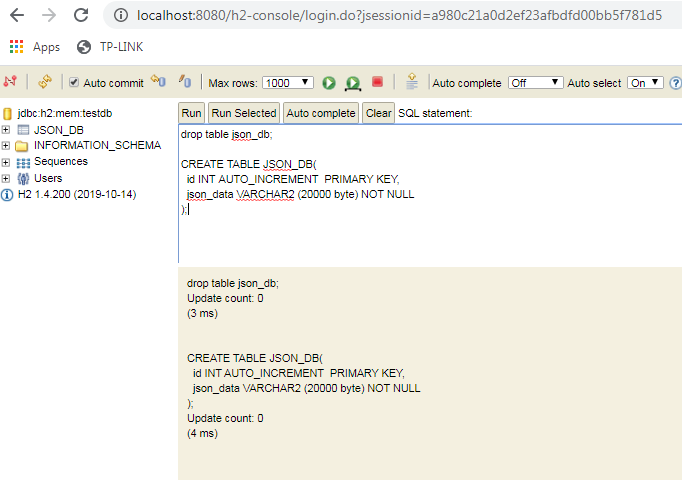 localhost:8080/h2-console/login.do?jsessionid=a980c21a0d2ef23afbdfd00bb5f781d5
Apps TP-LINK
Auto commit Max rows: 1000 Auto complete Off Auto select On ?
jdbc:h2:mem:testdb
JSON_DB
INFORMATION_SCHEMA
Sequences
Users
H2 1.4.200 (2019-10-14)
Run Run Selected Auto complete Clear SQL statement:
drop table json_db;
CREATE TABLE JSON_DB(
id INT AUTO_INCREMENT  PRIMARY KEY,
json_data VARCHAR2 (20000 byte) NOT NULL
);
drop table json_db;
Update count: 0
(3 ms)
CREATE TABLE JSON_DB(
id INT AUTO_INCREMENT  PRIMARY KEY,
json_data VARCHAR2 (20000 byte) NOT NULL
);
Update count: 0
(4 ms)